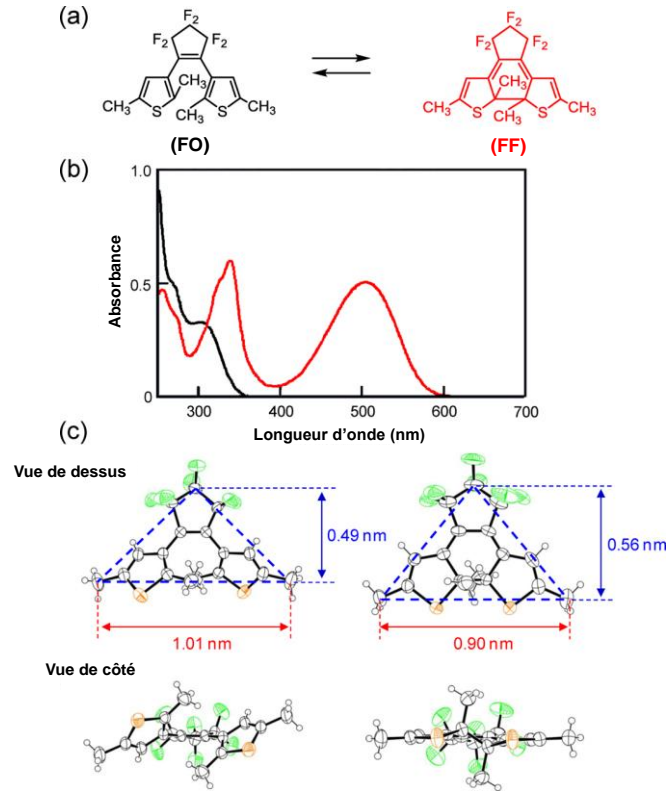 (a)
F₂
F₂ F₂
CH₃
CH₃ S CH₃ S CH₃
(FO)
F₂
F₂ F₂
CH₃
CH₃ S CH₃ S CH₃
(FF)
(b)
1.0
0.5
0
Absorbance
300 400 500 600 700
Longueur d'onde (nm)
(c)
Vue de dessus
0.49 nm
0.56 nm
1.01 nm
0.90 nm
Vue de côté